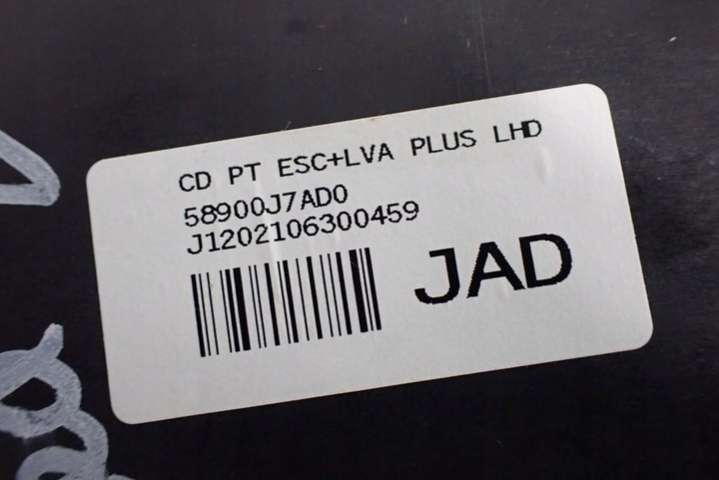 CD PT ESC+LVA PLUS LHD
58900J7AD0
J1202106300459
JAD